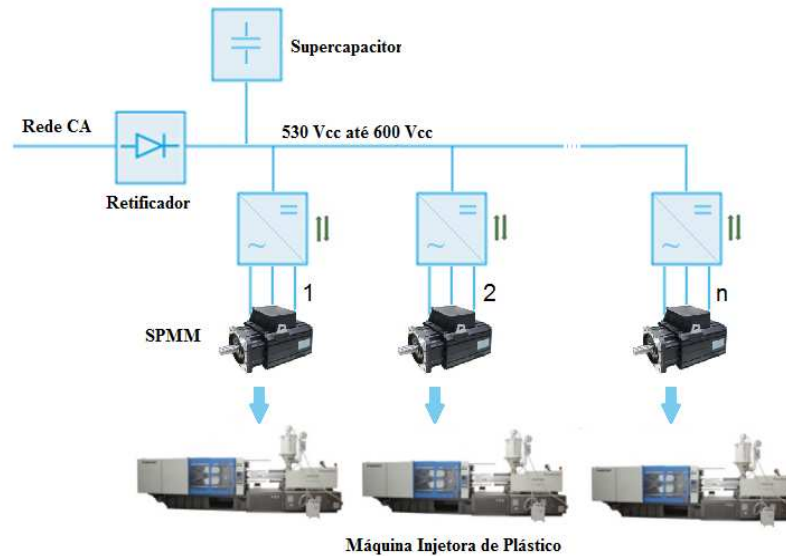 Supercapacitor
Rede CA
530 Vcc até 600 Vcc
Retificador
1
2
n
SPMM
Máquina Injetora de Plástico